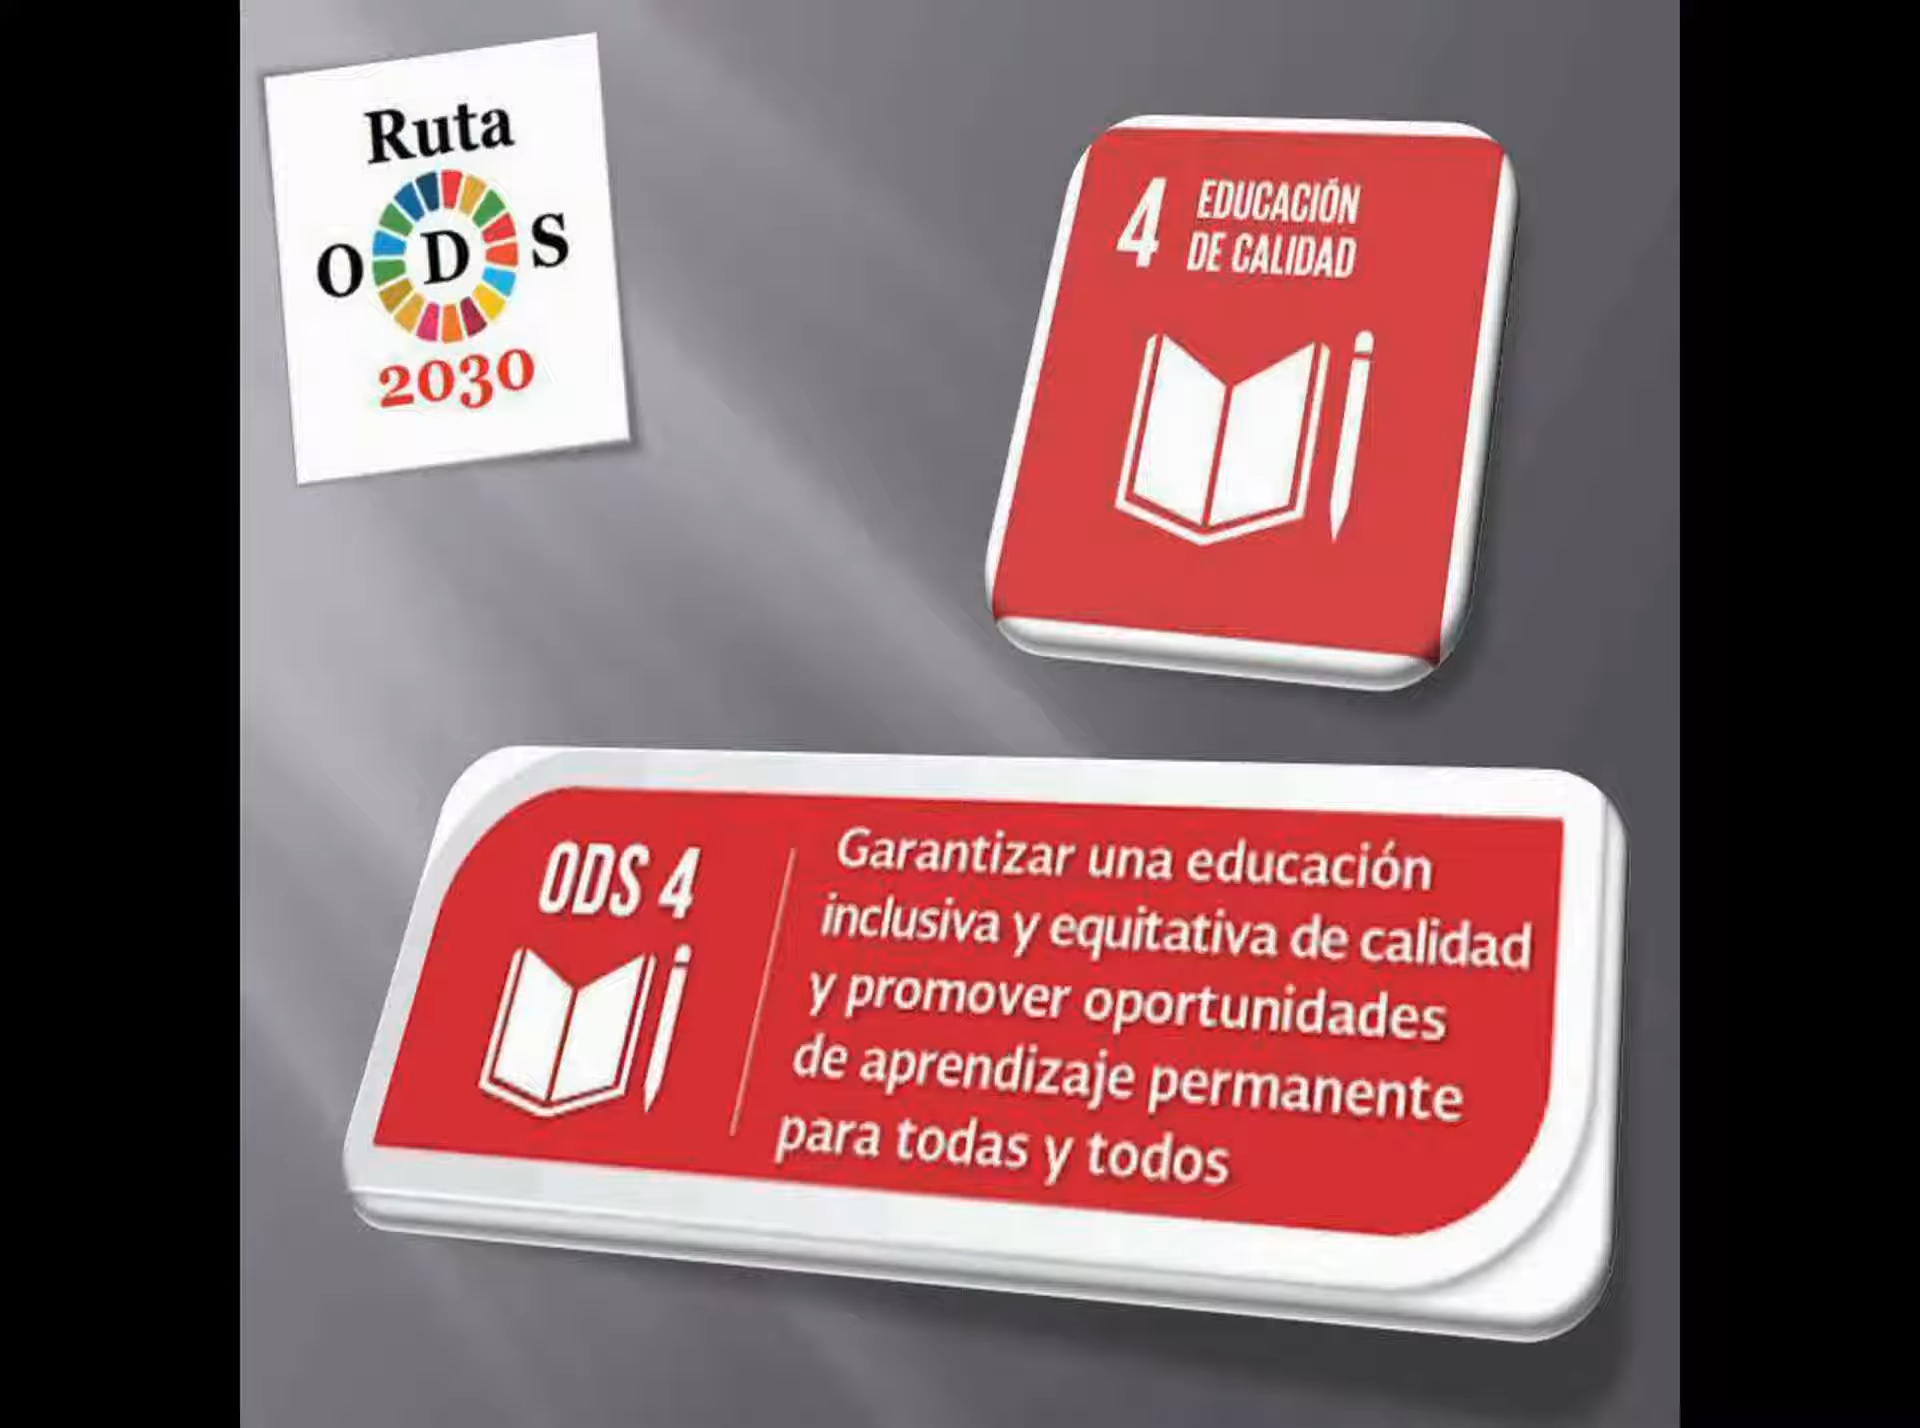 Ruta
ODS
2030
4 EDUCACIÓN
DE CALIDAD
ODS 4
Garantizar una educación
inclusiva y equitativa de calidad
y promover oportunidades
de aprendizaje permanente
para todas y todos